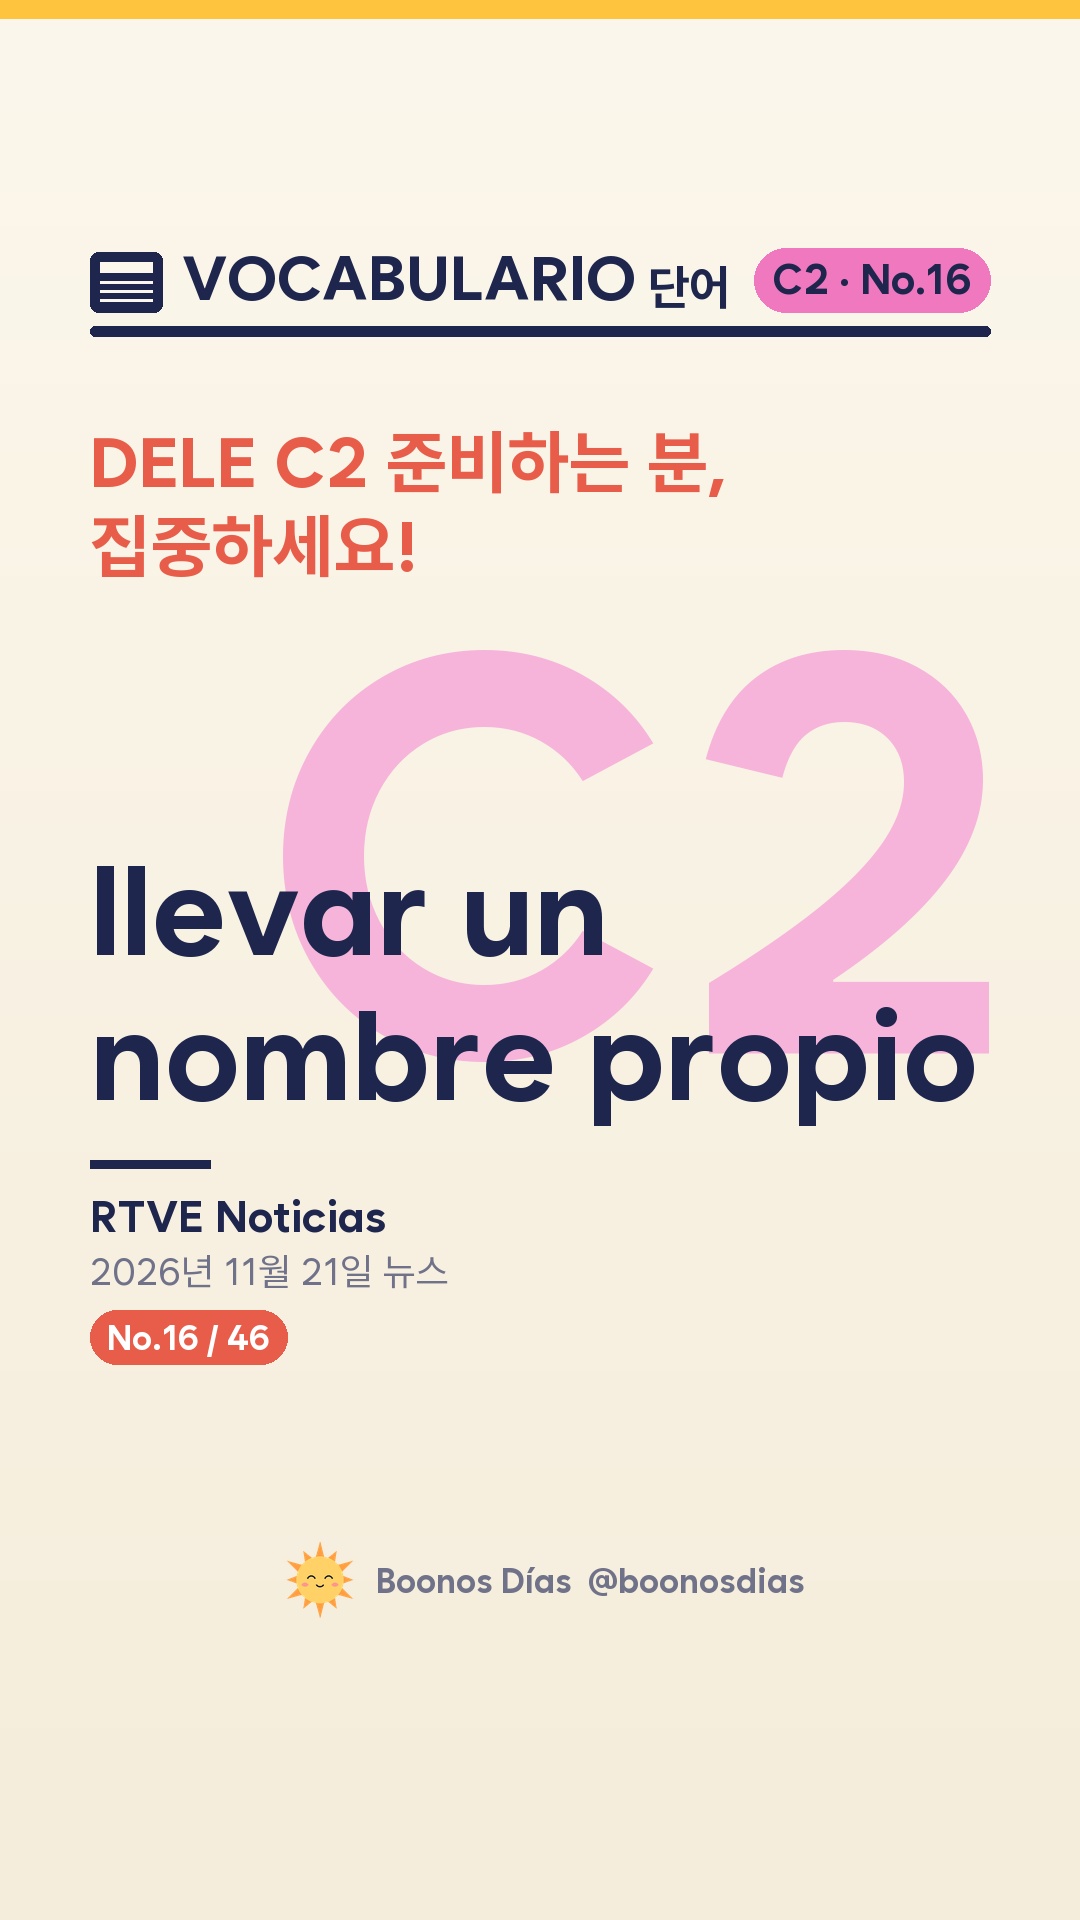 VOCABULARIO 단어 C2 · No.16
DELE C2 준비하는 분,
집중하세요!
C2
llevar un
nombre propio
RTVE Noticias
2026년 11월 21일 뉴스
No.16 / 46
Boonos Días @boonosdias